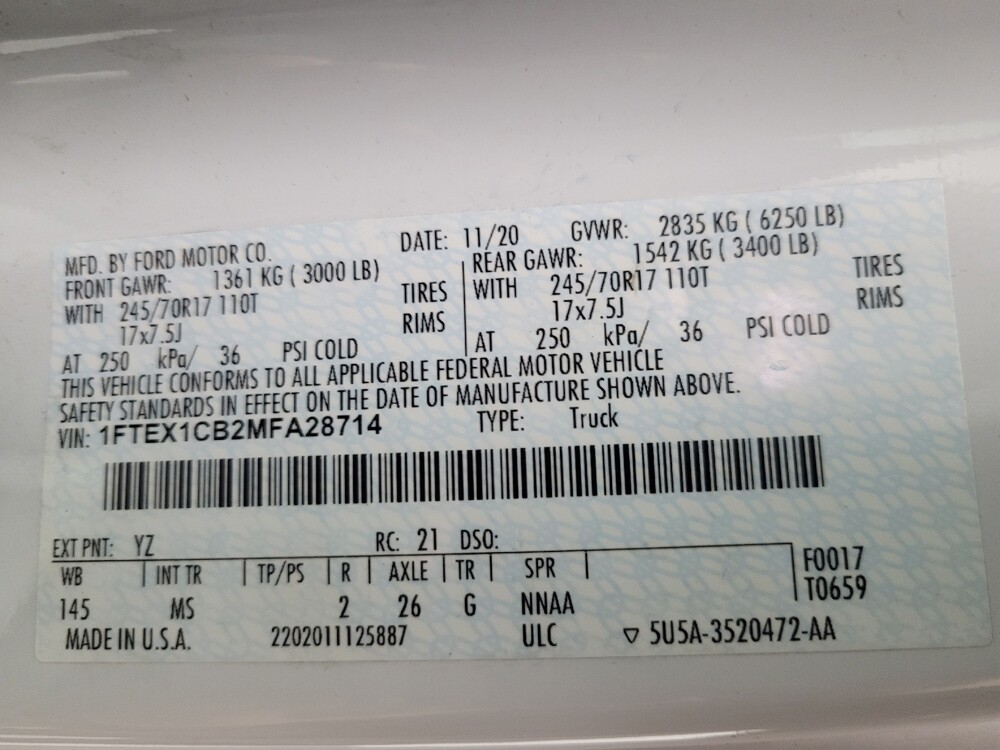 MFD. BY FORD MOTOR CO. DATE: 11/20 GVWR: 2835 KG ( 6250 LB)
FRONT GAWR: 1361 KG ( 3000 LB) REAR GAWR: 1542 KG ( 3400 LB)
WITH 245/70R17 110T TIRES WITH 245/70R17 110T TIRES
17x7.5J RIMS 17x7.5J RIMS
AT 250 kPa/ 36 PSI COLD AT 250 kPa/ 36 PSI COLD
THIS VEHICLE CONFORMS TO ALL APPLICABLE FEDERAL MOTOR VEHICLE
SAFETY STANDARDS IN EFFECT ON THE DATE OF MANUFACTURE SHOWN ABOVE.
VIN: 1FTEX1CB2MFA28714 TYPE: Truck
EXT PNT: YZ RC: 21 DSO:
WB INT TR TP/PS R AXLE TR SPR F0017
T0659
145 MS 2 26 G NNAA
MADE IN U.S.A. 2202011125887 ULC ▽ 5U5A-3520472-AA